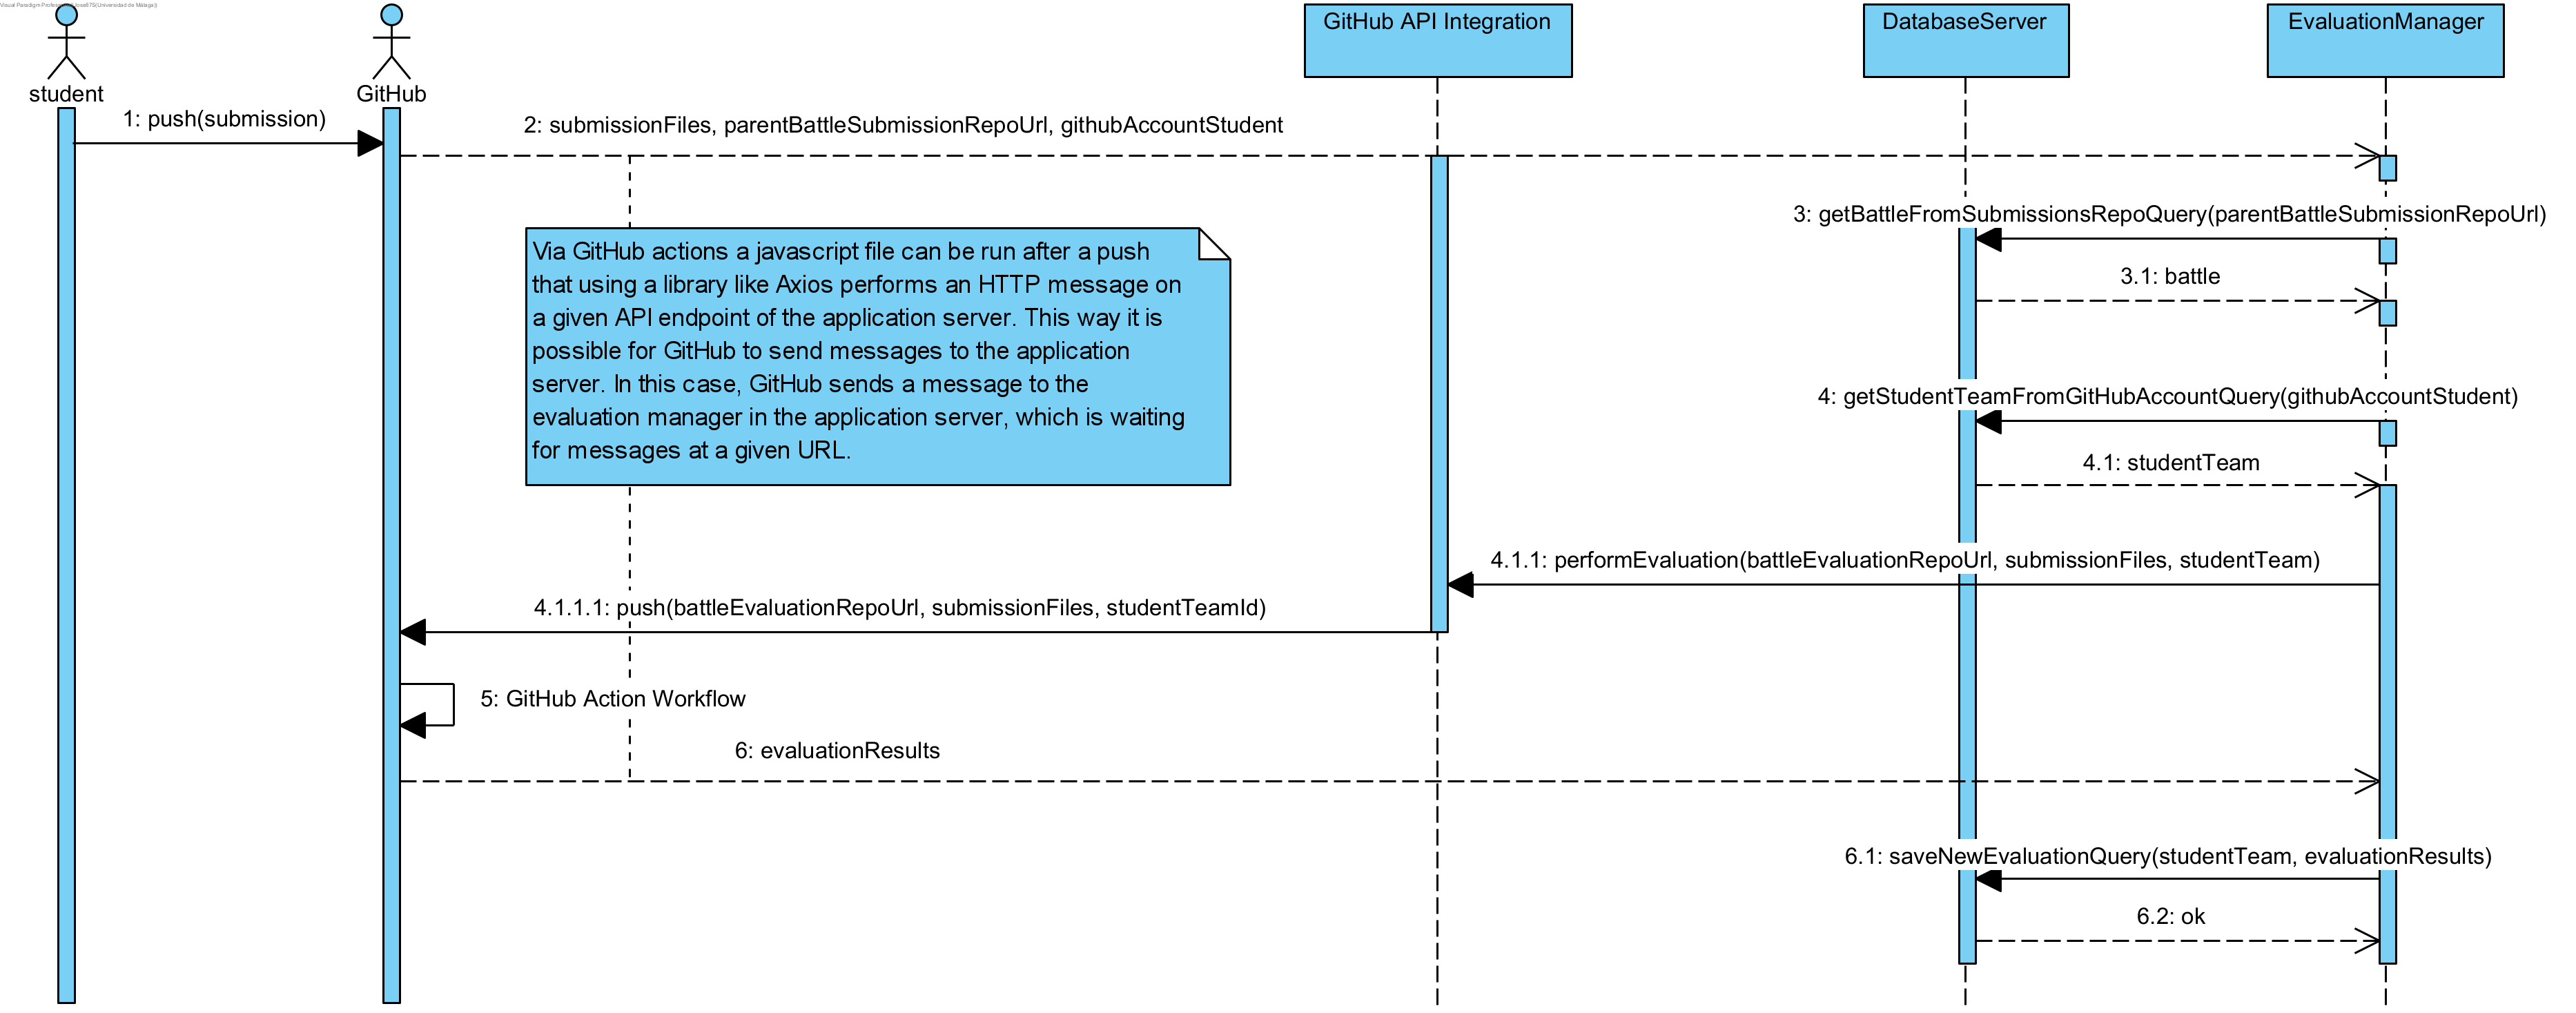 Visual Paradigm Professional
(Universidad de Málaga)
student
GitHub
GitHub API Integration
DatabaseServer
EvaluationManager
1: push(submission)
2: submissionFiles, parentBattleSubmissionRepoUrl, githubAccountStudent
3: getBattleFromSubmissionsRepoQuery(parentBattleSubmissionRepoUrl)
Via GitHub actions a javascript file can be run after a push
that using a library like Axios performs an HTTP message on
a given API endpoint of the application server. This way it is
possible for GitHub to send messages to the application
server. In this case, GitHub sends a message to the
evaluation manager in the application server, which is waiting
for messages at a given URL.
3.1: battle
4: getStudentTeamFromGitHubAccountQuery(githubAccountStudent)
4.1: studentTeam
4.1.1: performEvaluation(battleEvaluationRepoUrl, submissionFiles, studentTeam)
4.1.1.1: push(battleEvaluationRepoUrl, submissionFiles, studentTeamId)
5: GitHub Action Workflow
6: evaluationResults
6.1: saveNewEvaluationQuery(studentTeam, evaluationResults)
6.2: ok